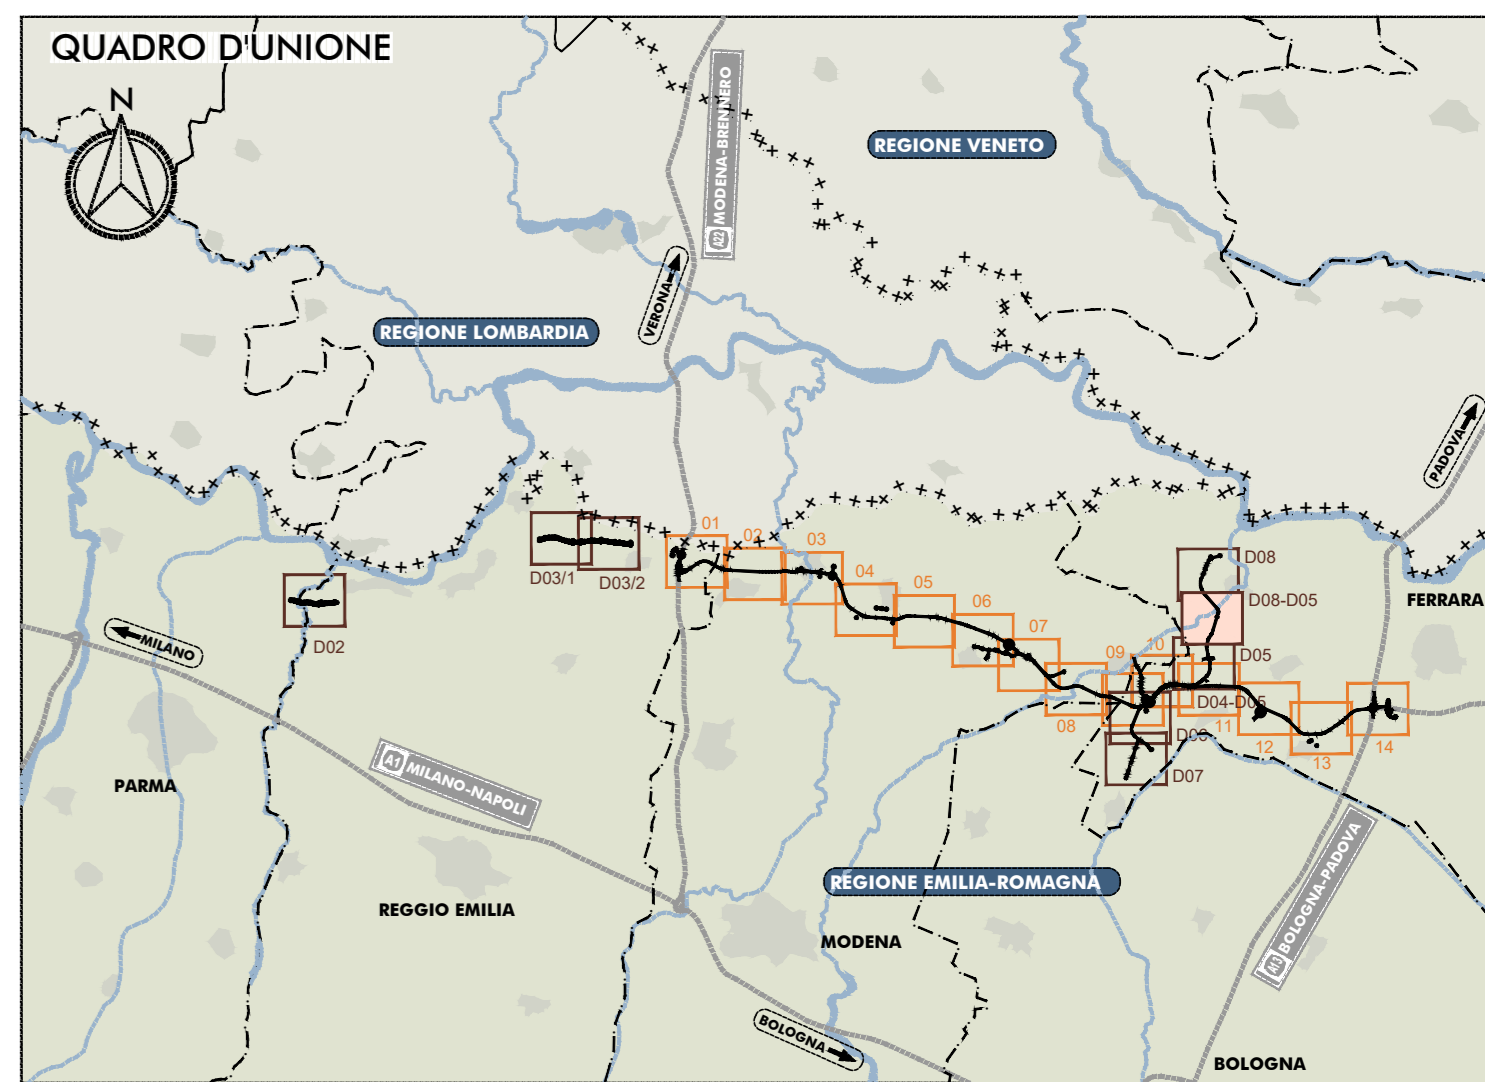 QUADRO D'UNIONE
N
A22 MODENA-BRENNERO
REGIONE VENETO
VERONA
REGIONE LOMBARDIA
PADOVA
01
02
03
04
05
06
07
08
09
10
11
12
13
14
D03/1
D03/2
D02
D08
D08-D05
D05
D04-D05
D06
D07
FERRARA
MILANO
PARMA
A1 MILANO-NAPOLI
REGGIO EMILIA
REGIONE EMILIA-ROMAGNA
MODENA
A13 BOLOGNA-PADOVA
BOLOGNA
BOLOGNA